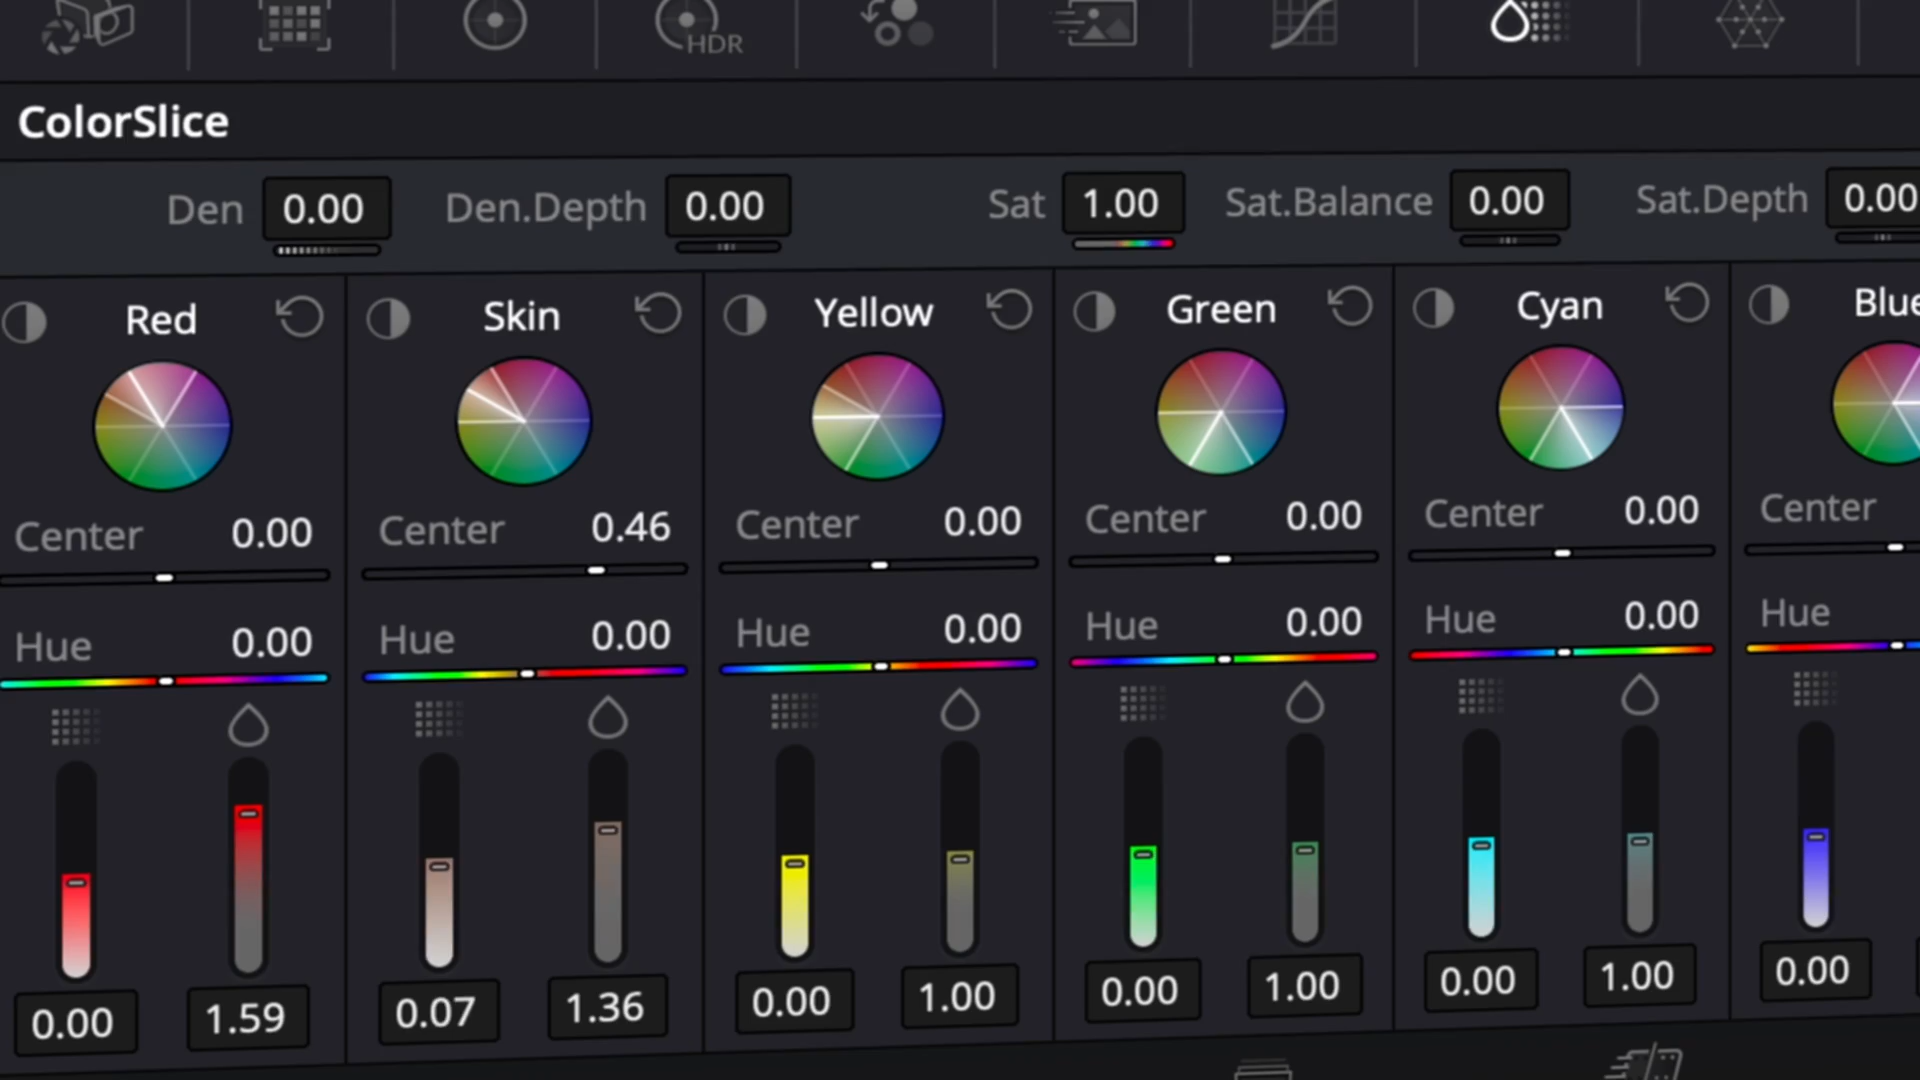 HDR
ColorSlice
Den 0.00 Den.Depth 0.00 Sat 1.00 Sat.Balance 0.00 Sat.Depth 0.00
Red Skin Yellow Green Cyan Blue
Center 0.00 Center 0.46 Center 0.00 Center 0.00 Center 0.00 Center
Hue 0.00 Hue 0.00 Hue 0.00 Hue 0.00 Hue 0.00 Hue
0.00 1.59 0.07 1.36 0.00 1.00 0.00 1.00 0.00 1.00 0.00